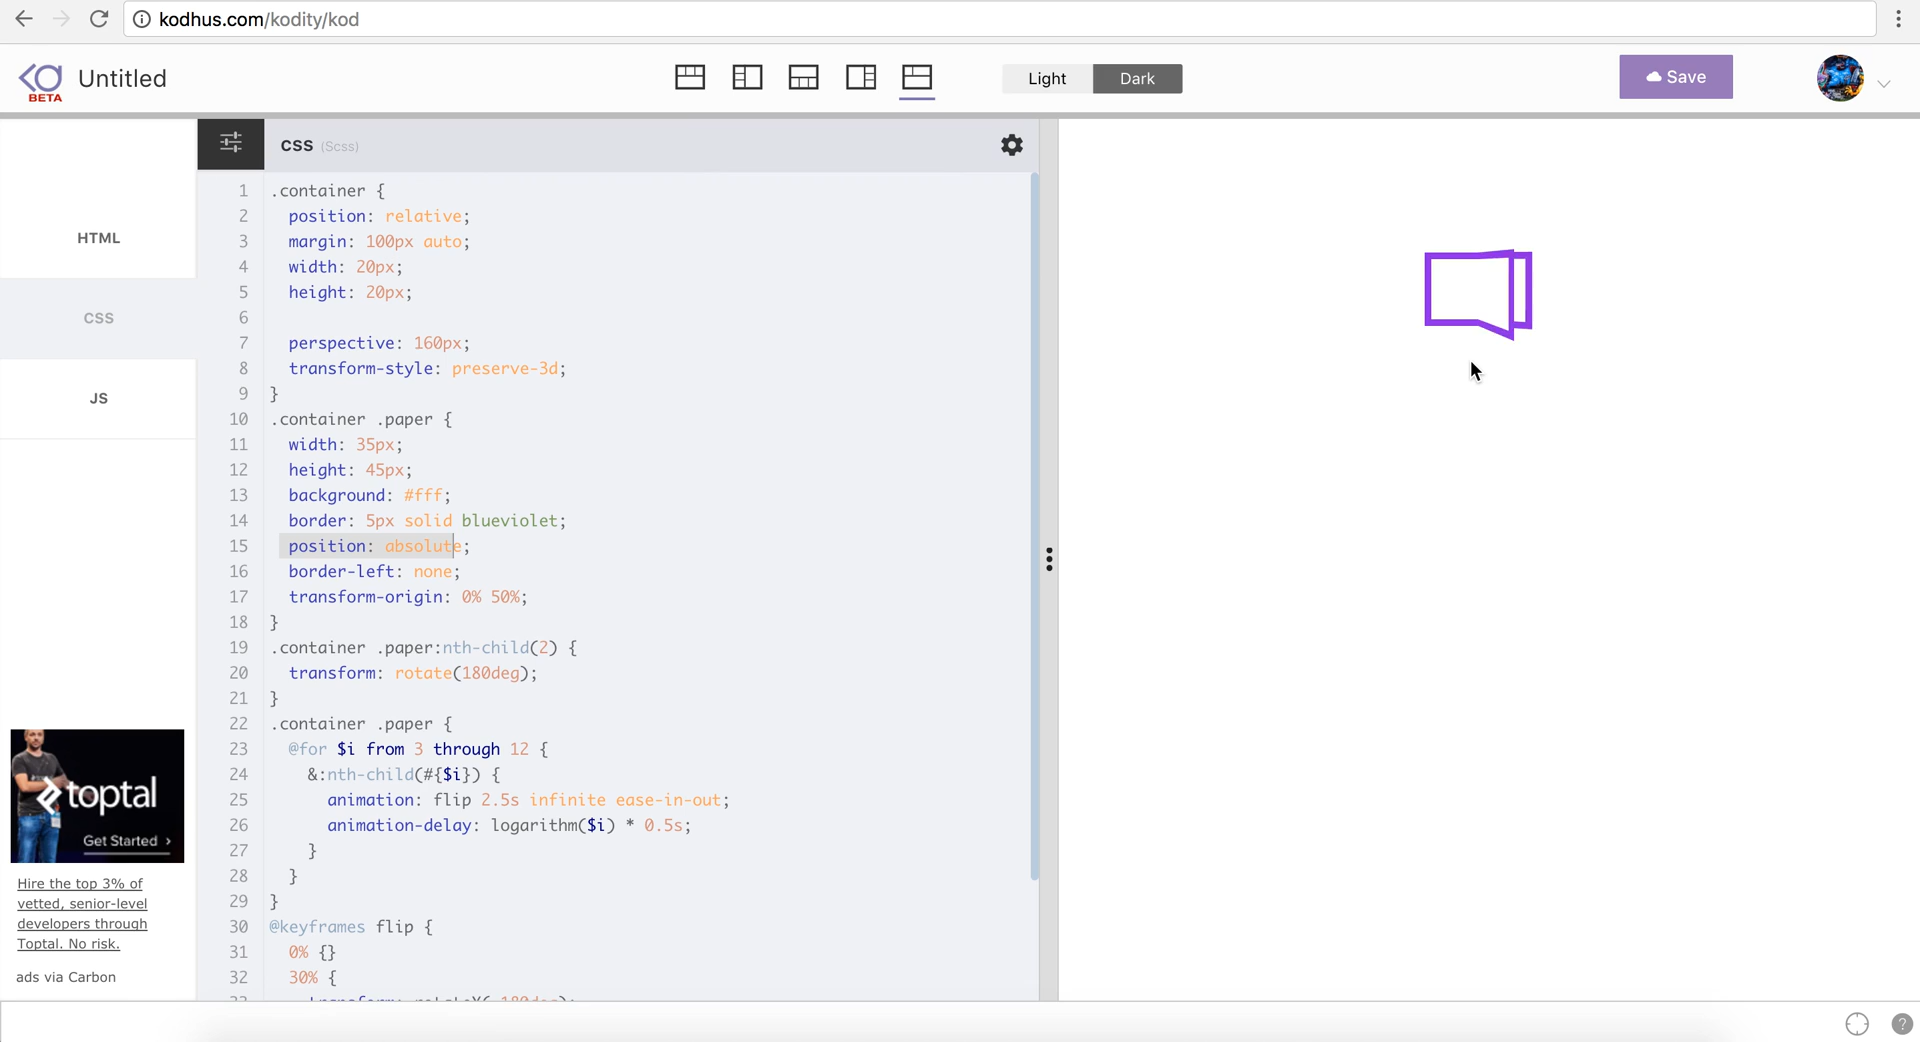 kodhus.com/kodity/kod
BETA
Untitled
Light
Dark
Save
CSS (Scss)
HTML
CSS
JS
1 .container {
2 position: relative;
3 margin: 100px auto;
4 width: 20px;
5 height: 20px;
6
7 perspective: 160px;
8 transform-style: preserve-3d;
9 }
10 .container .paper {
11 width: 35px;
12 height: 45px;
13 background: #fff;
14 border: 5px solid blueviolet;
15 position: absolute;
16 border-left: none;
17 transform-origin: 0% 50%;
18 }
19 .container .paper:nth-child(2) {
20 transform: rotate(180deg);
21 }
22 .container .paper {
23 @for $i from 3 through 12 {
24 &:nth-child(#{$i}) {
25 animation: flip 2.5s infinite ease-in-out;
26 animation-delay: logarithm($i) * 0.5s;
27 }
28 }
29 }
30 @keyframes flip {
31 0% {}
32 30% {
toptal
Get Started ›
Hire the top 3% of
vetted, senior-level
developers through
Toptal. No risk.
ads via Carbon
?